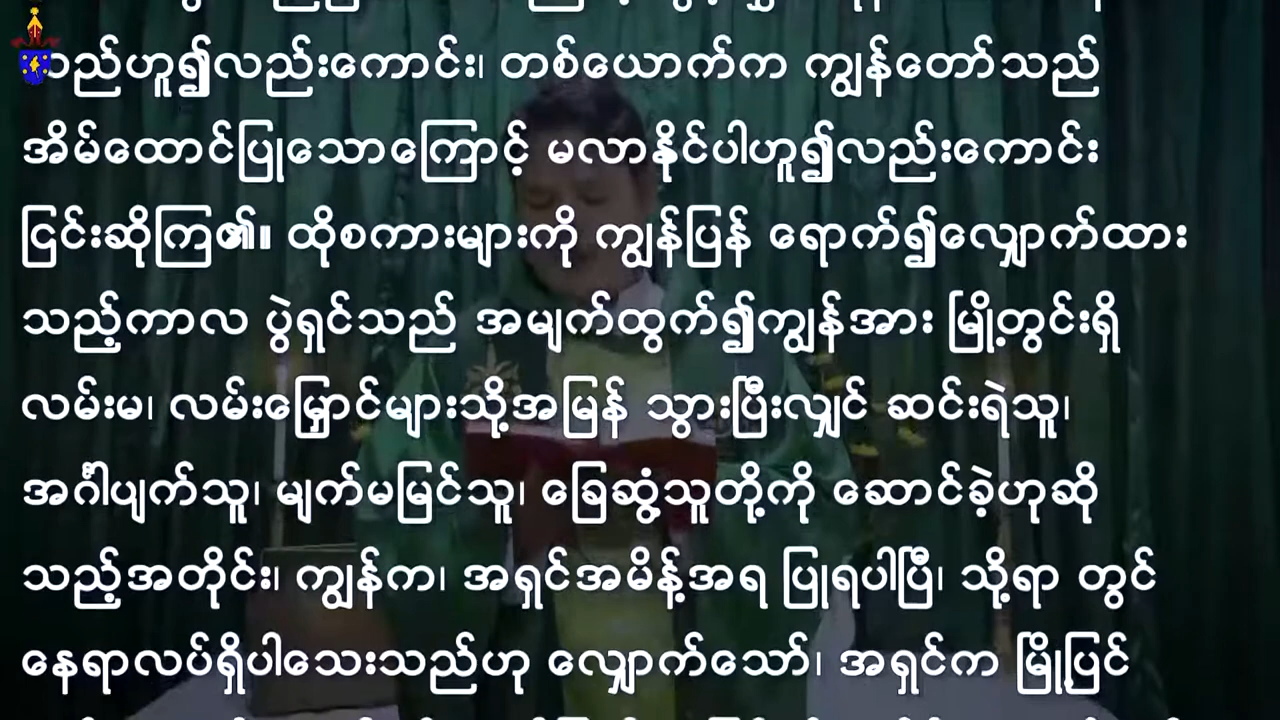 သည်ဟူ၍လည်းကောင်း၊ တစ်ယောက်က ကျွန်တော်သည်
အိမ်ထောင်ပြုသောကြောင့် မလာနိုင်ပါဟူ၍လည်းကောင်း
ငြင်းဆိုကြ၏။ ထိုစကားများကို ကျွန်ပြန် ရောက်၍လျှောက်ထား
သည့်ကာလ ပွဲရှင်သည် အမျက်ထွက်၍ကျွန်အား မြို့တွင်းရှိ
လမ်းမ၊ လမ်းမြှောင်များသို့အမြန် သွားပြီးလျှင် ဆင်းရဲသူ၊
အင်္ဂါပျက်သူ၊ မျက်မမြင်သူ၊ ခြေဆွံ့သူတို့ကို ဆောင်ခဲ့ဟုဆို
သည့်အတိုင်း၊ ကျွန်က၊ အရှင်အမိန့်အရ ပြုရပါပြီ၊ သို့ရာ တွင်
နေရာလပ်ရှိပါသေးသည်ဟု လျှောက်သော်၊ အရှင်က မြို့ပြင်